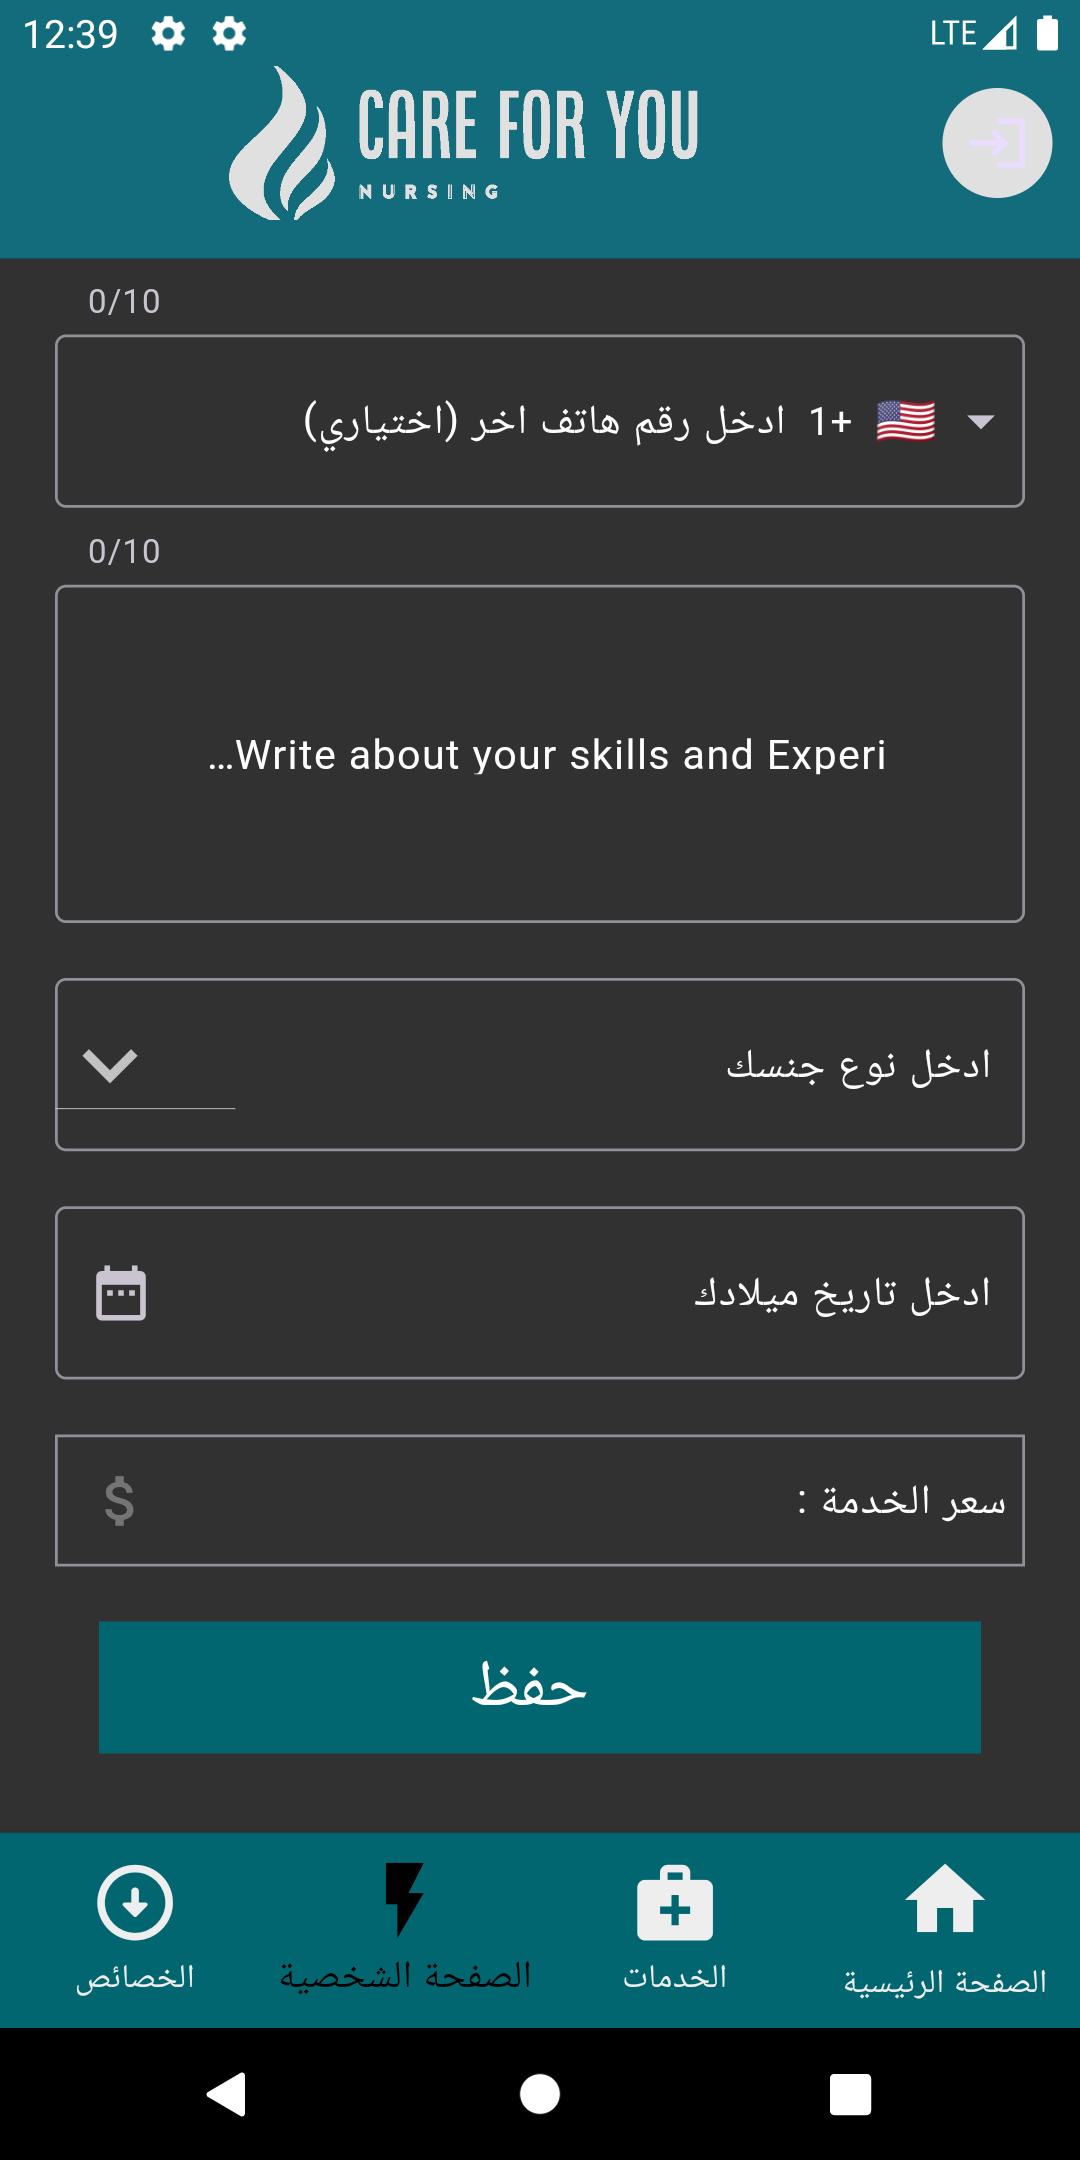 12:39
LTE
CARE FOR YOU
NURSING
0/10
+1 ادخل رقم هاتف اخر (اختياري)
0/10
Write about your skills and Experi...
ادخل نوع جنسك
ادخل تاريخ ميلادك
سعر الخدمة :
$
حفظ
الصفحة الرئيسية
الخدمات
الصفحة الشخصية
الخصائص